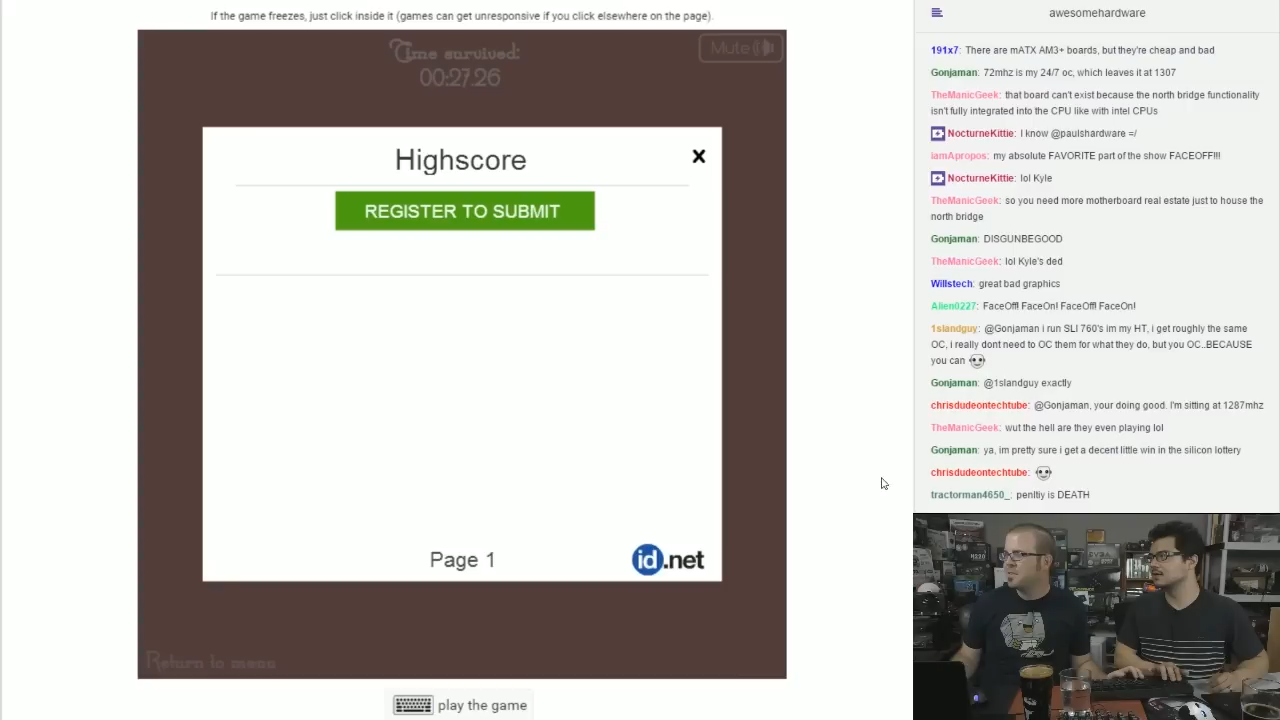 If the game freezes, just click inside it (games can get unresponsive if you click elsewhere on the page).
Time survived:
00:27.26
Mute
Highscore
X
REGISTER TO SUBMIT
Page 1
id.net
Return to menu
play the game
awesomehardware
191x7: There are mATX AM3+ boards, but they're cheap and bad
Gonjaman: 72mhz is my 24/7 oc, which leaves it at 1307
TheManicGeek: that board can't exist because the north bridge functionality
isn't fully integrated into the CPU like with intel CPUs
NocturneKittie: I know @paulshardware =/
IamApropos: my absolute FAVORITE part of the show FACEOFF!!!
NocturneKittie: lol Kyle
TheManicGeek: so you need more motherboard real estate just to house the
north bridge
Gonjaman: DISGUNBEGOOD
TheManicGeek: lol Kyle's ded
Willstech: great bad graphics
Alien0227: FaceOff! FaceOn! FaceOff! FaceOn!
1slandguy: @Gonjaman i run SLI 760's im my HT, i get roughly the same
OC, i really dont need to OC them for what they do, but you OC..BECAUSE
you can
Gonjaman: @1slandguy exactly
chrisdudeontechtube: @Gonjaman, your doing good. I'm sitting at 1287mhz
TheManicGeek: wut the hell are they even playing lol
Gonjaman: ya, im pretty sure i get a decent little win in the silicon lottery
chrisdudeontechtube:
tractorman4650_: penltiy is DEATH